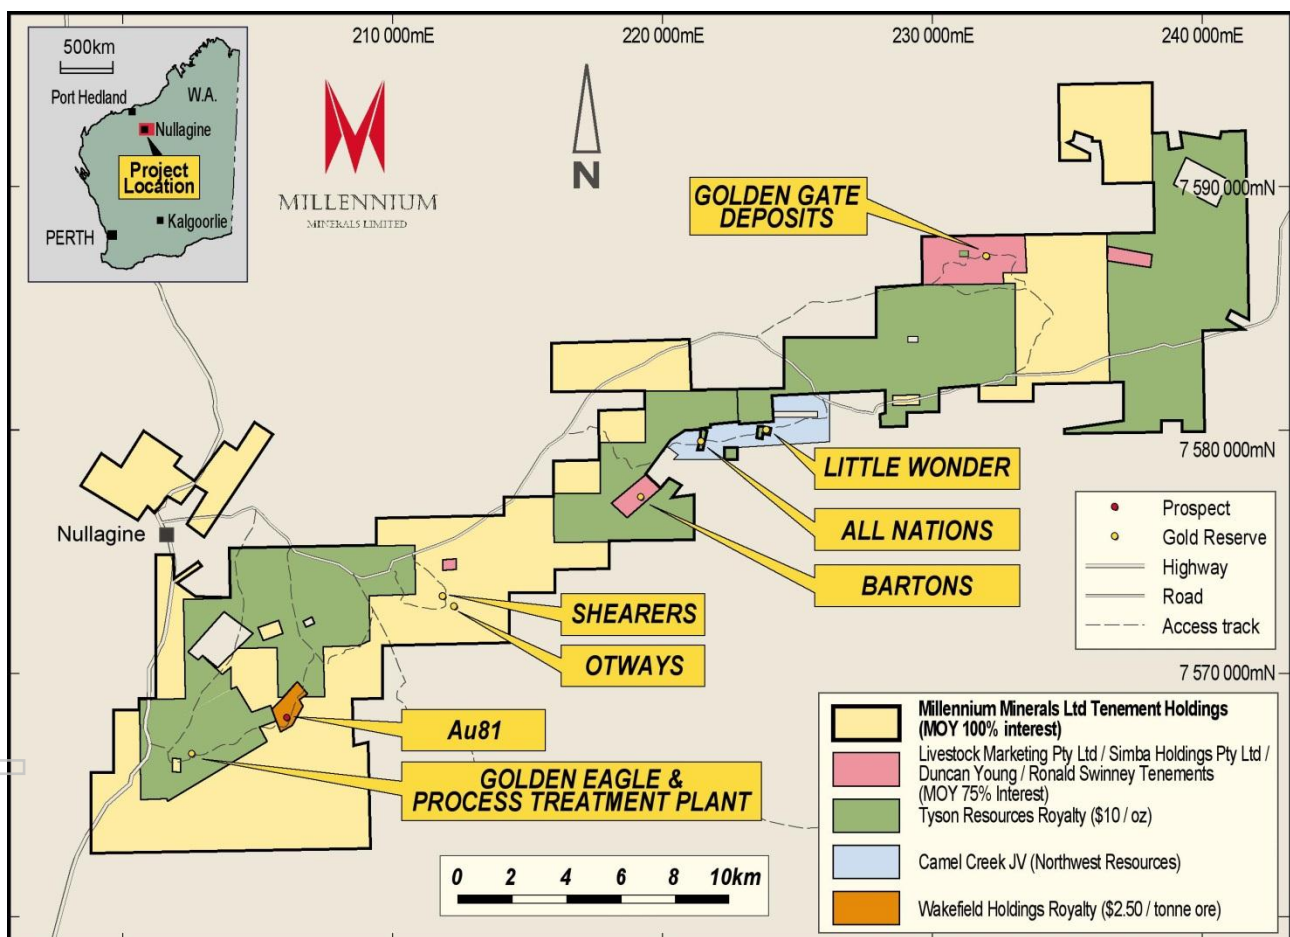 210 000mE
220 000mE
230 000mE
240 000mE
500km
W.A.
Port Hedland
Nullagine
Project
Location
Kalgoorlie
PERTH
MILLENNIUM
MINERALS LIMITED
N
7 590 000mN
GOLDEN GATE
DEPOSITS
7 580 000mN
LITTLE WONDER
ALL NATIONS
BARTONS
Nullagine
SHEARERS
OTWAYS
Au81
GOLDEN EAGLE &
PROCESS TREATMENT PLANT
Prospect
Gold Reserve
Highway
Road
Access track
7 570 000mN
Millennium Minerals Ltd Tenement Holdings
(MOY 100% interest)
Livestock Marketing Pty Ltd / Simba Holdings Pty Ltd /
Duncan Young / Ronald Swinney Tenements
(MOY 75% Interest)
Tyson Resources Royalty ($10 / oz)
Camel Creek JV (Northwest Resources)
Wakefield Holdings Royalty ($2.50 / tonne ore)
0 2 4 6 8 10km